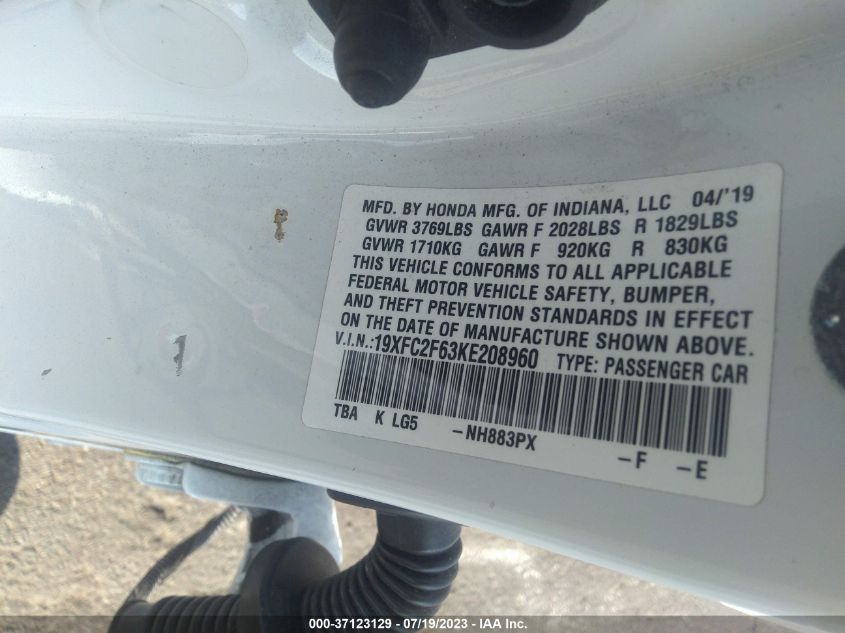 MFD. BY HONDA MFG. OF INDIANA, LLC 04/'19
GVWR 3769LBS GAWR F 2028LBS R 1829LBS
GVWR 1710KG GAWR F 920KG R 830KG
THIS VEHICLE CONFORMS TO ALL APPLICABLE
FEDERAL MOTOR VEHICLE SAFETY, BUMPER,
AND THEFT PREVENTION STANDARDS IN EFFECT
ON THE DATE OF MANUFACTURE SHOWN ABOVE.
V.I.N.:19XFC2F63KE208960 TYPE: PASSENGER CAR
TBA K LG5 -NH883PX -F -E
000-37123129 - 07/19/2023 - IAA Inc.